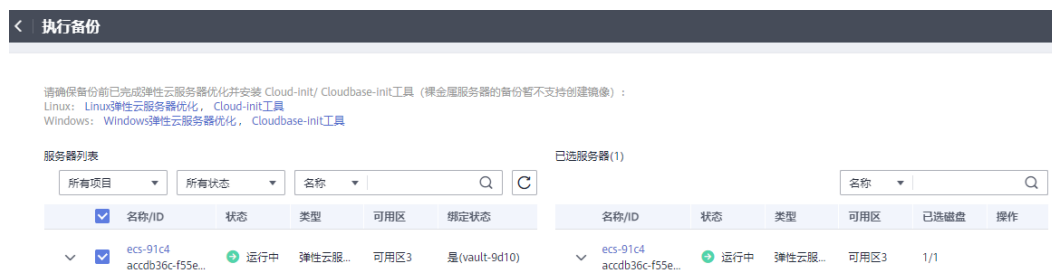 执行备份
请确保备份前已完成弹性云服务器优化并安装 Cloud-Init/ Cloudbase-Init工具（裸金属服务器的备份暂不支持创建镜像）:
Linux: Linux弹性云服务器优化， Cloud-Init工具
Windows: Windows弹性云服务器优化， Cloudbase-Init工具
服务器列表
所有项目 所有状态 名称
名称/ID 状态 类型 可用区 绑定状态
ecs-91c4 运行中 弹性云服... 可用区3 是(vault-9d10)
accdb36c-f55e...
已选服务器(1)
名称
名称/ID 状态 类型 可用区 已选磁盘 操作
ecs-91c4 运行中 弹性云服... 可用区3 1/1
accdb36c-f55e...